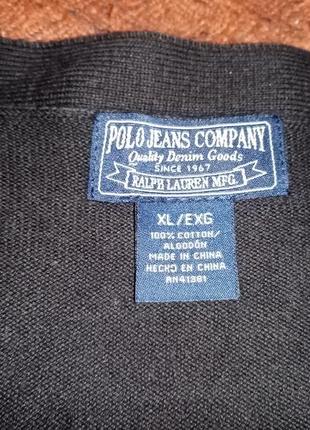 POLO JEANS COMPANY
Quality Denim Goods
SINCE 1967
RALPH LAUREN MFG.
XL/EXG
100% COTTON/
ALGODÓN
MADE IN CHINA
HECHO EN CHINA
RN41381